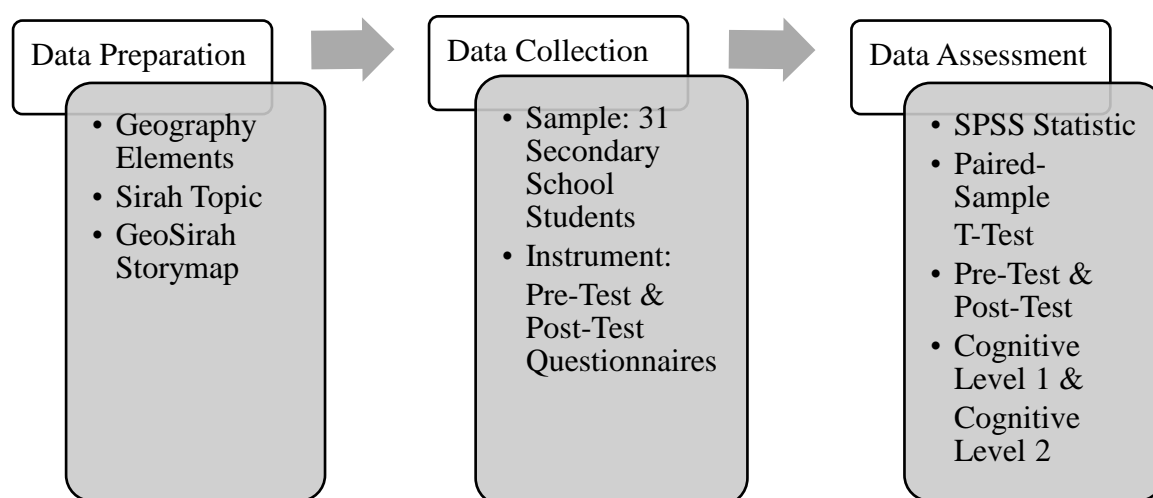 Data Preparation
• Geography
Elements
• Sirah Topic
• GeoSirah
Storymap
Data Collection
• Sample: 31
Secondary
School
Students
• Instrument:
Pre-Test &
Post-Test
Questionnaires
Data Assessment
• SPSS Statistic
• Paired-
Sample
T-Test
• Pre-Test &
Post-Test
• Cognitive
Level 1 &
Cognitive
Level 2